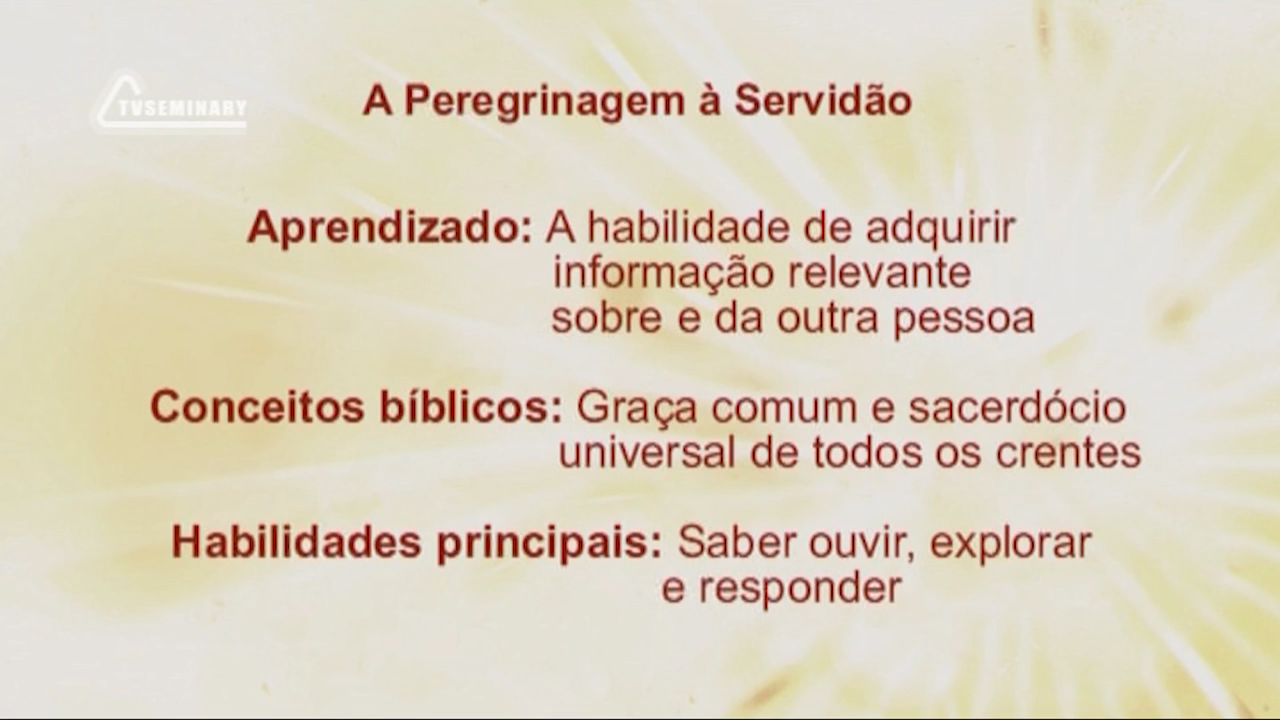 TVSEMINARY
A Peregrinagem à Servidão
Aprendizado: A habilidade de adquirir
informação relevante
sobre e da outra pessoa
Conceitos bíblicos: Graça comum e sacerdócio
universal de todos os crentes
Habilidades principais: Saber ouvir, explorar
e responder